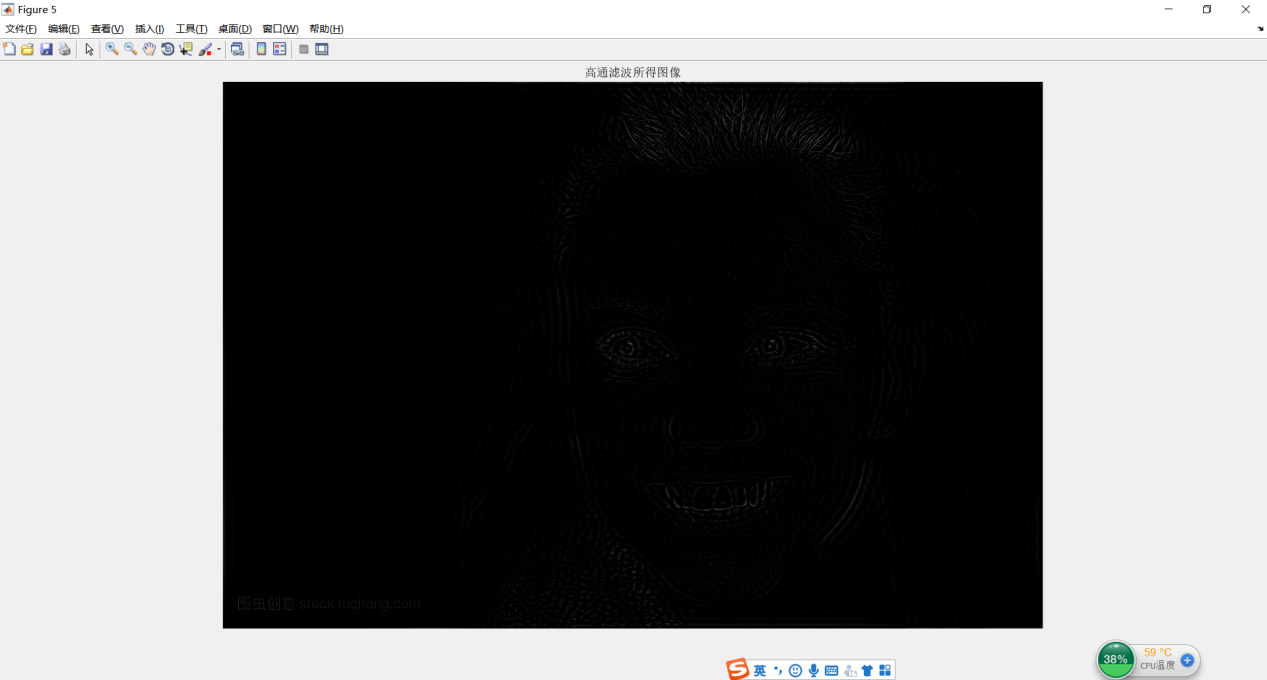 Figure 5
文件(F) 编辑(E) 查看(V) 插入(I) 工具(T) 桌面(D) 窗口(W) 帮助(H)
高通滤波所得图像
图虫创意 stock.tuchong.com
英
38%
59 °C
CPU温度